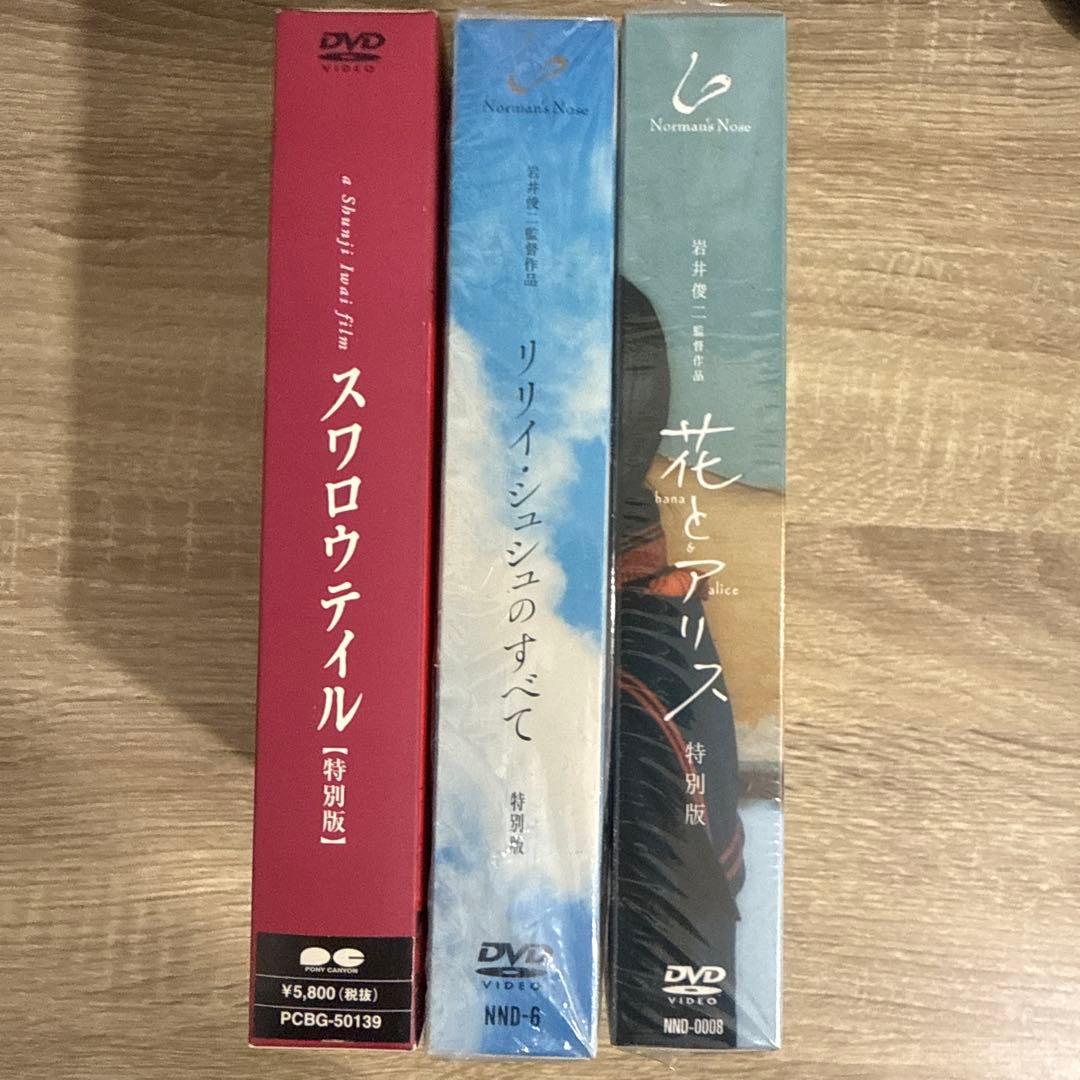 DVD
VIDEO
a Shunji Iwai film
スワロウテイル
【特別版】
PONY CANYON
¥5,800（税抜）
PCBG-50139
Norman's Nose
岩井俊二監督作品
リリイ・シュシュのすべて
特別版
DVD
VIDEO
NND-6
Norman's Nose
岩井俊二監督作品
花とアリス
hana & alice
特別版
DVD
VIDEO
NND-0008